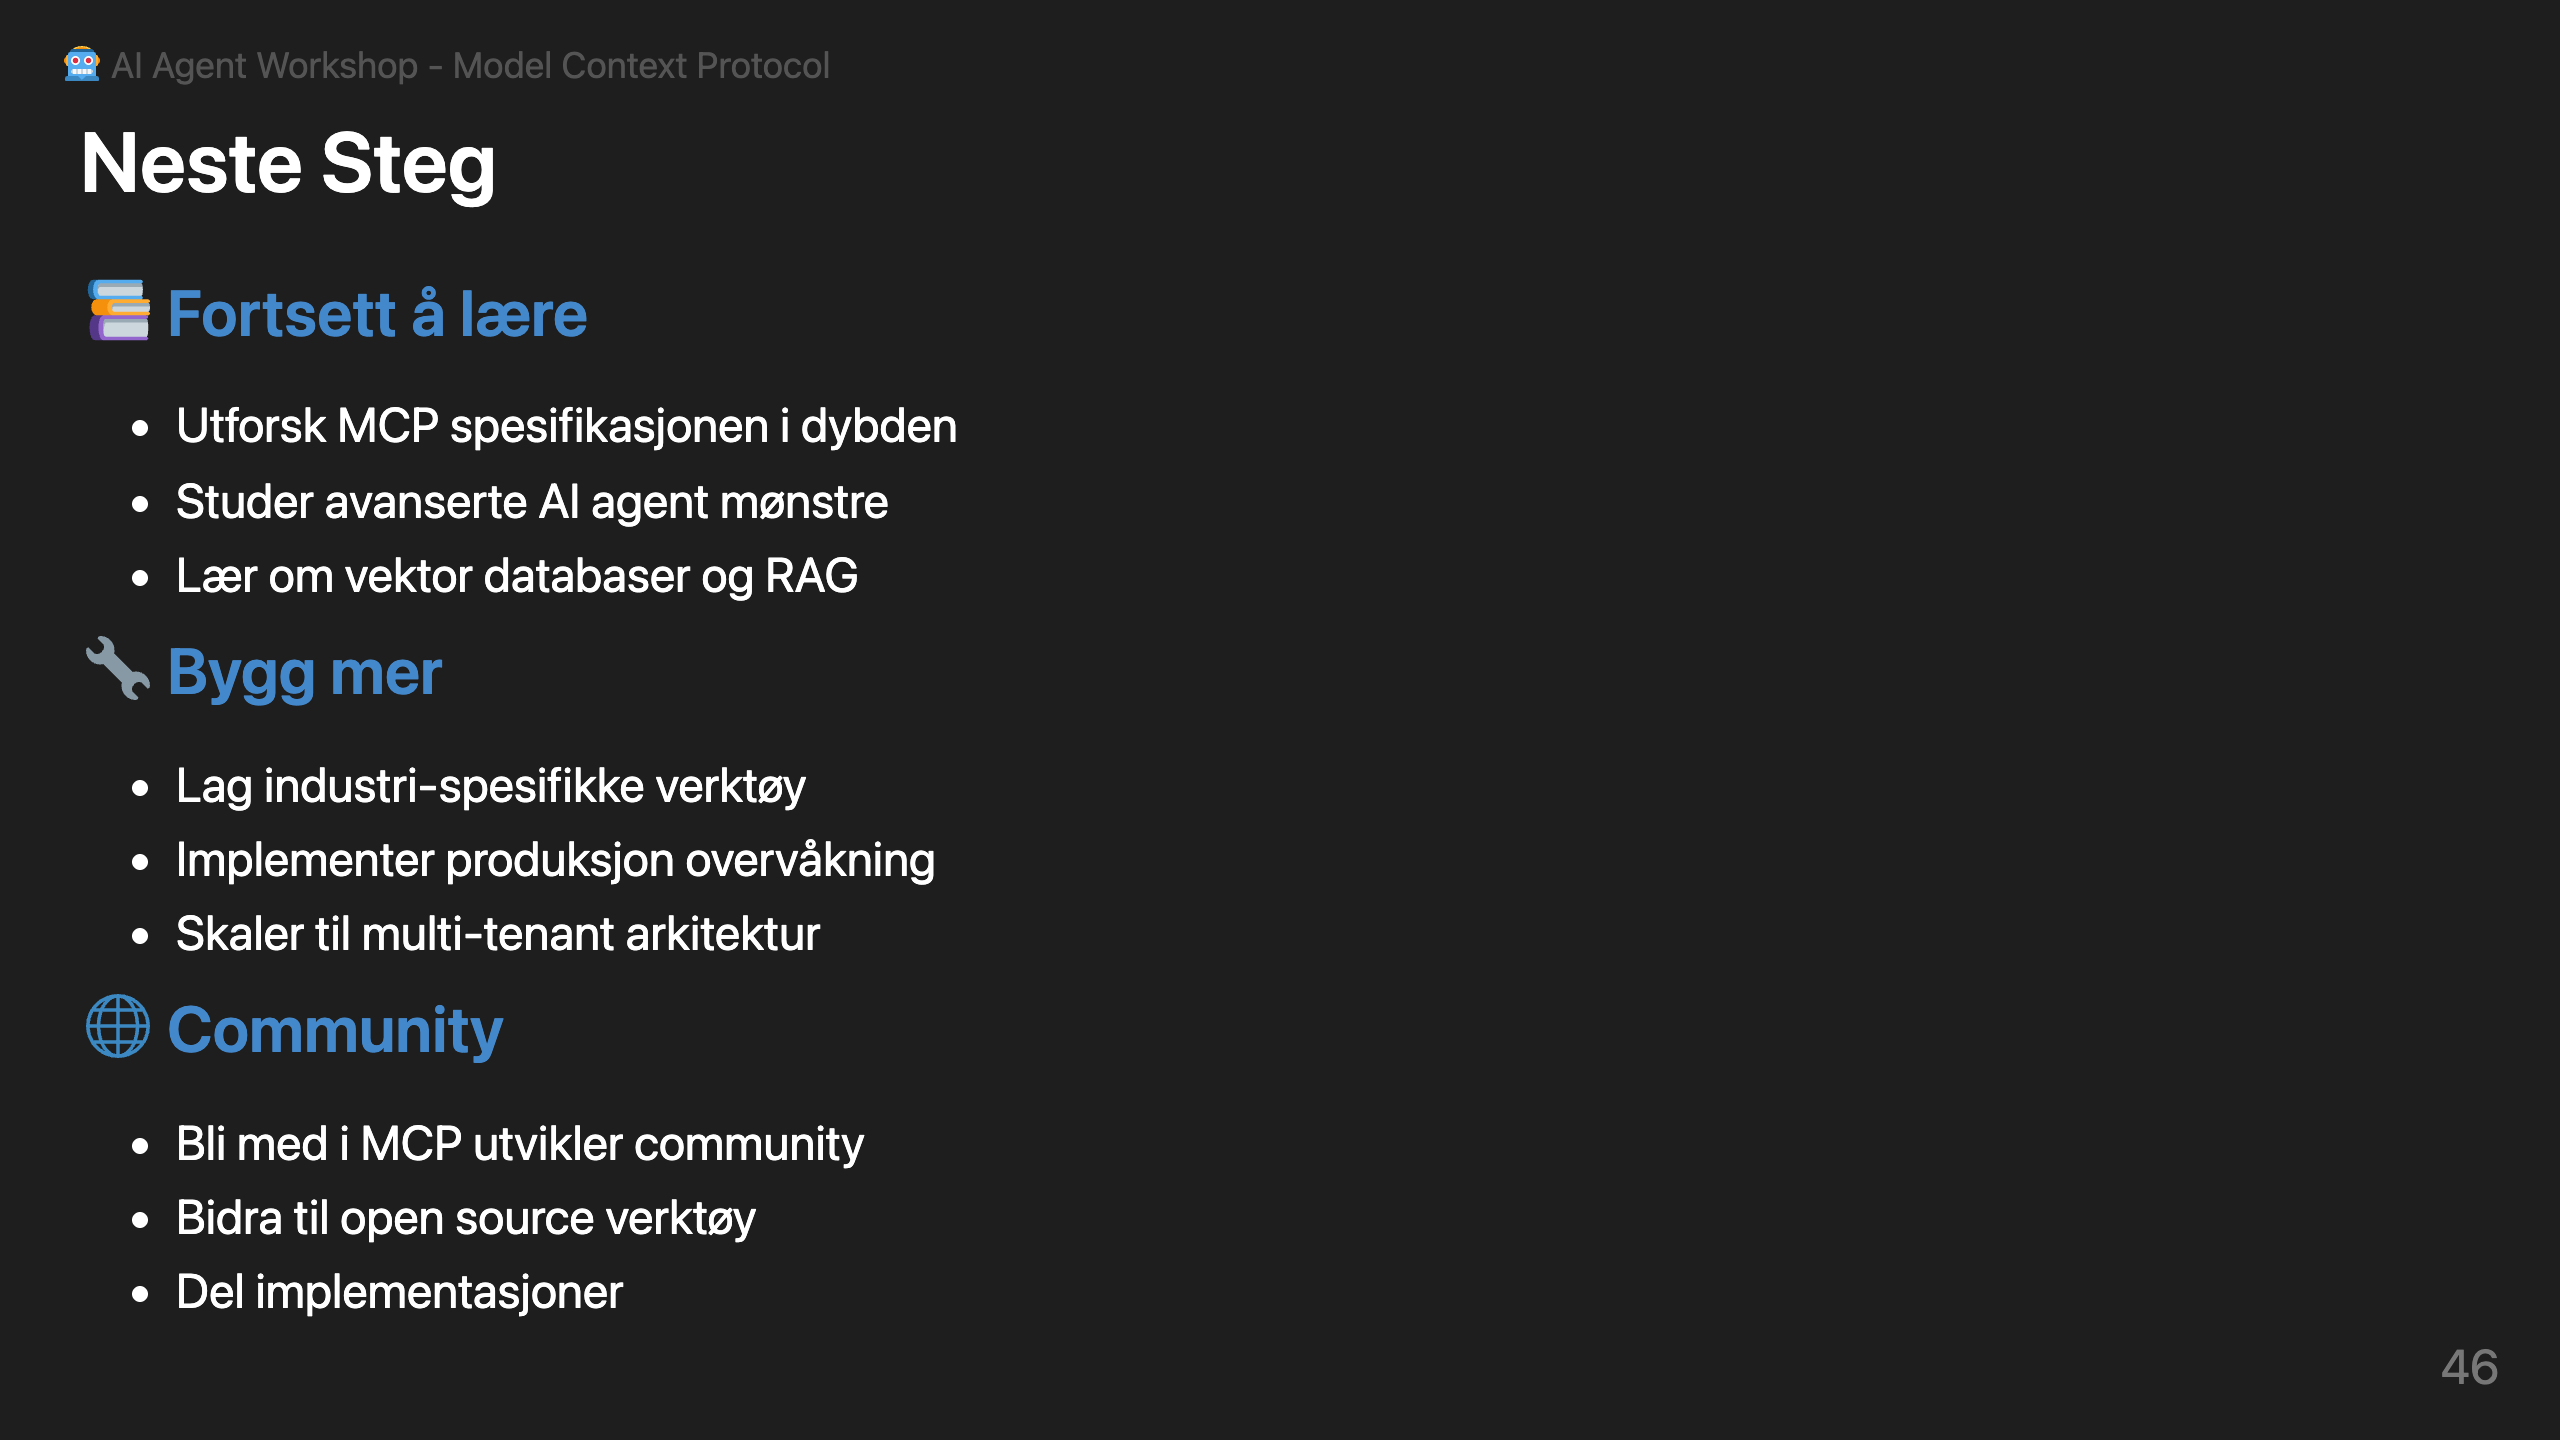 AI Agent Workshop - Model Context Protocol
Neste Steg
Fortsett å lære
Utforsk MCP spesifikasjonen i dybden
Studer avanserte AI agent mønstre
Lær om vektor databaser og RAG
Bygg mer
Lag industri-spesifikke verktøy
Implementer produksjon overvåkning
Skaler til multi-tenant arkitektur
Community
Bli med i MCP utvikler community
Bidra til open source verktøy
Del implementasjoner
46